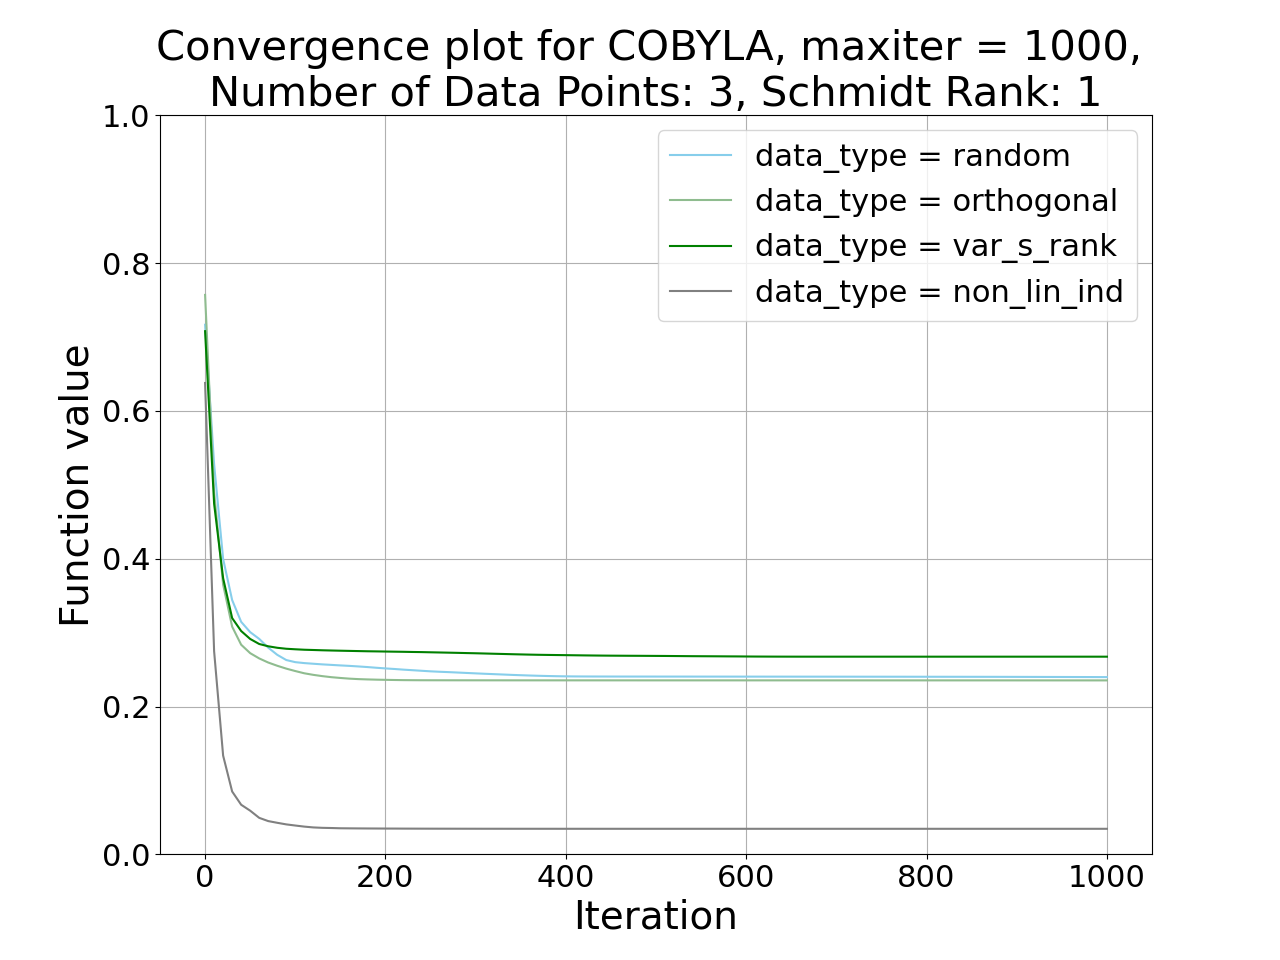 Convergence plot for COBYLA, maxiter = 1000,
Number of Data Points: 3, Schmidt Rank: 1
data_type = random
data_type = orthogonal
data_type = var_s_rank
data_type = non_lin_ind
Function value
1.0
0.8
0.6
0.4
0.2
0.0
0 200 400 600 800 1000
Iteration